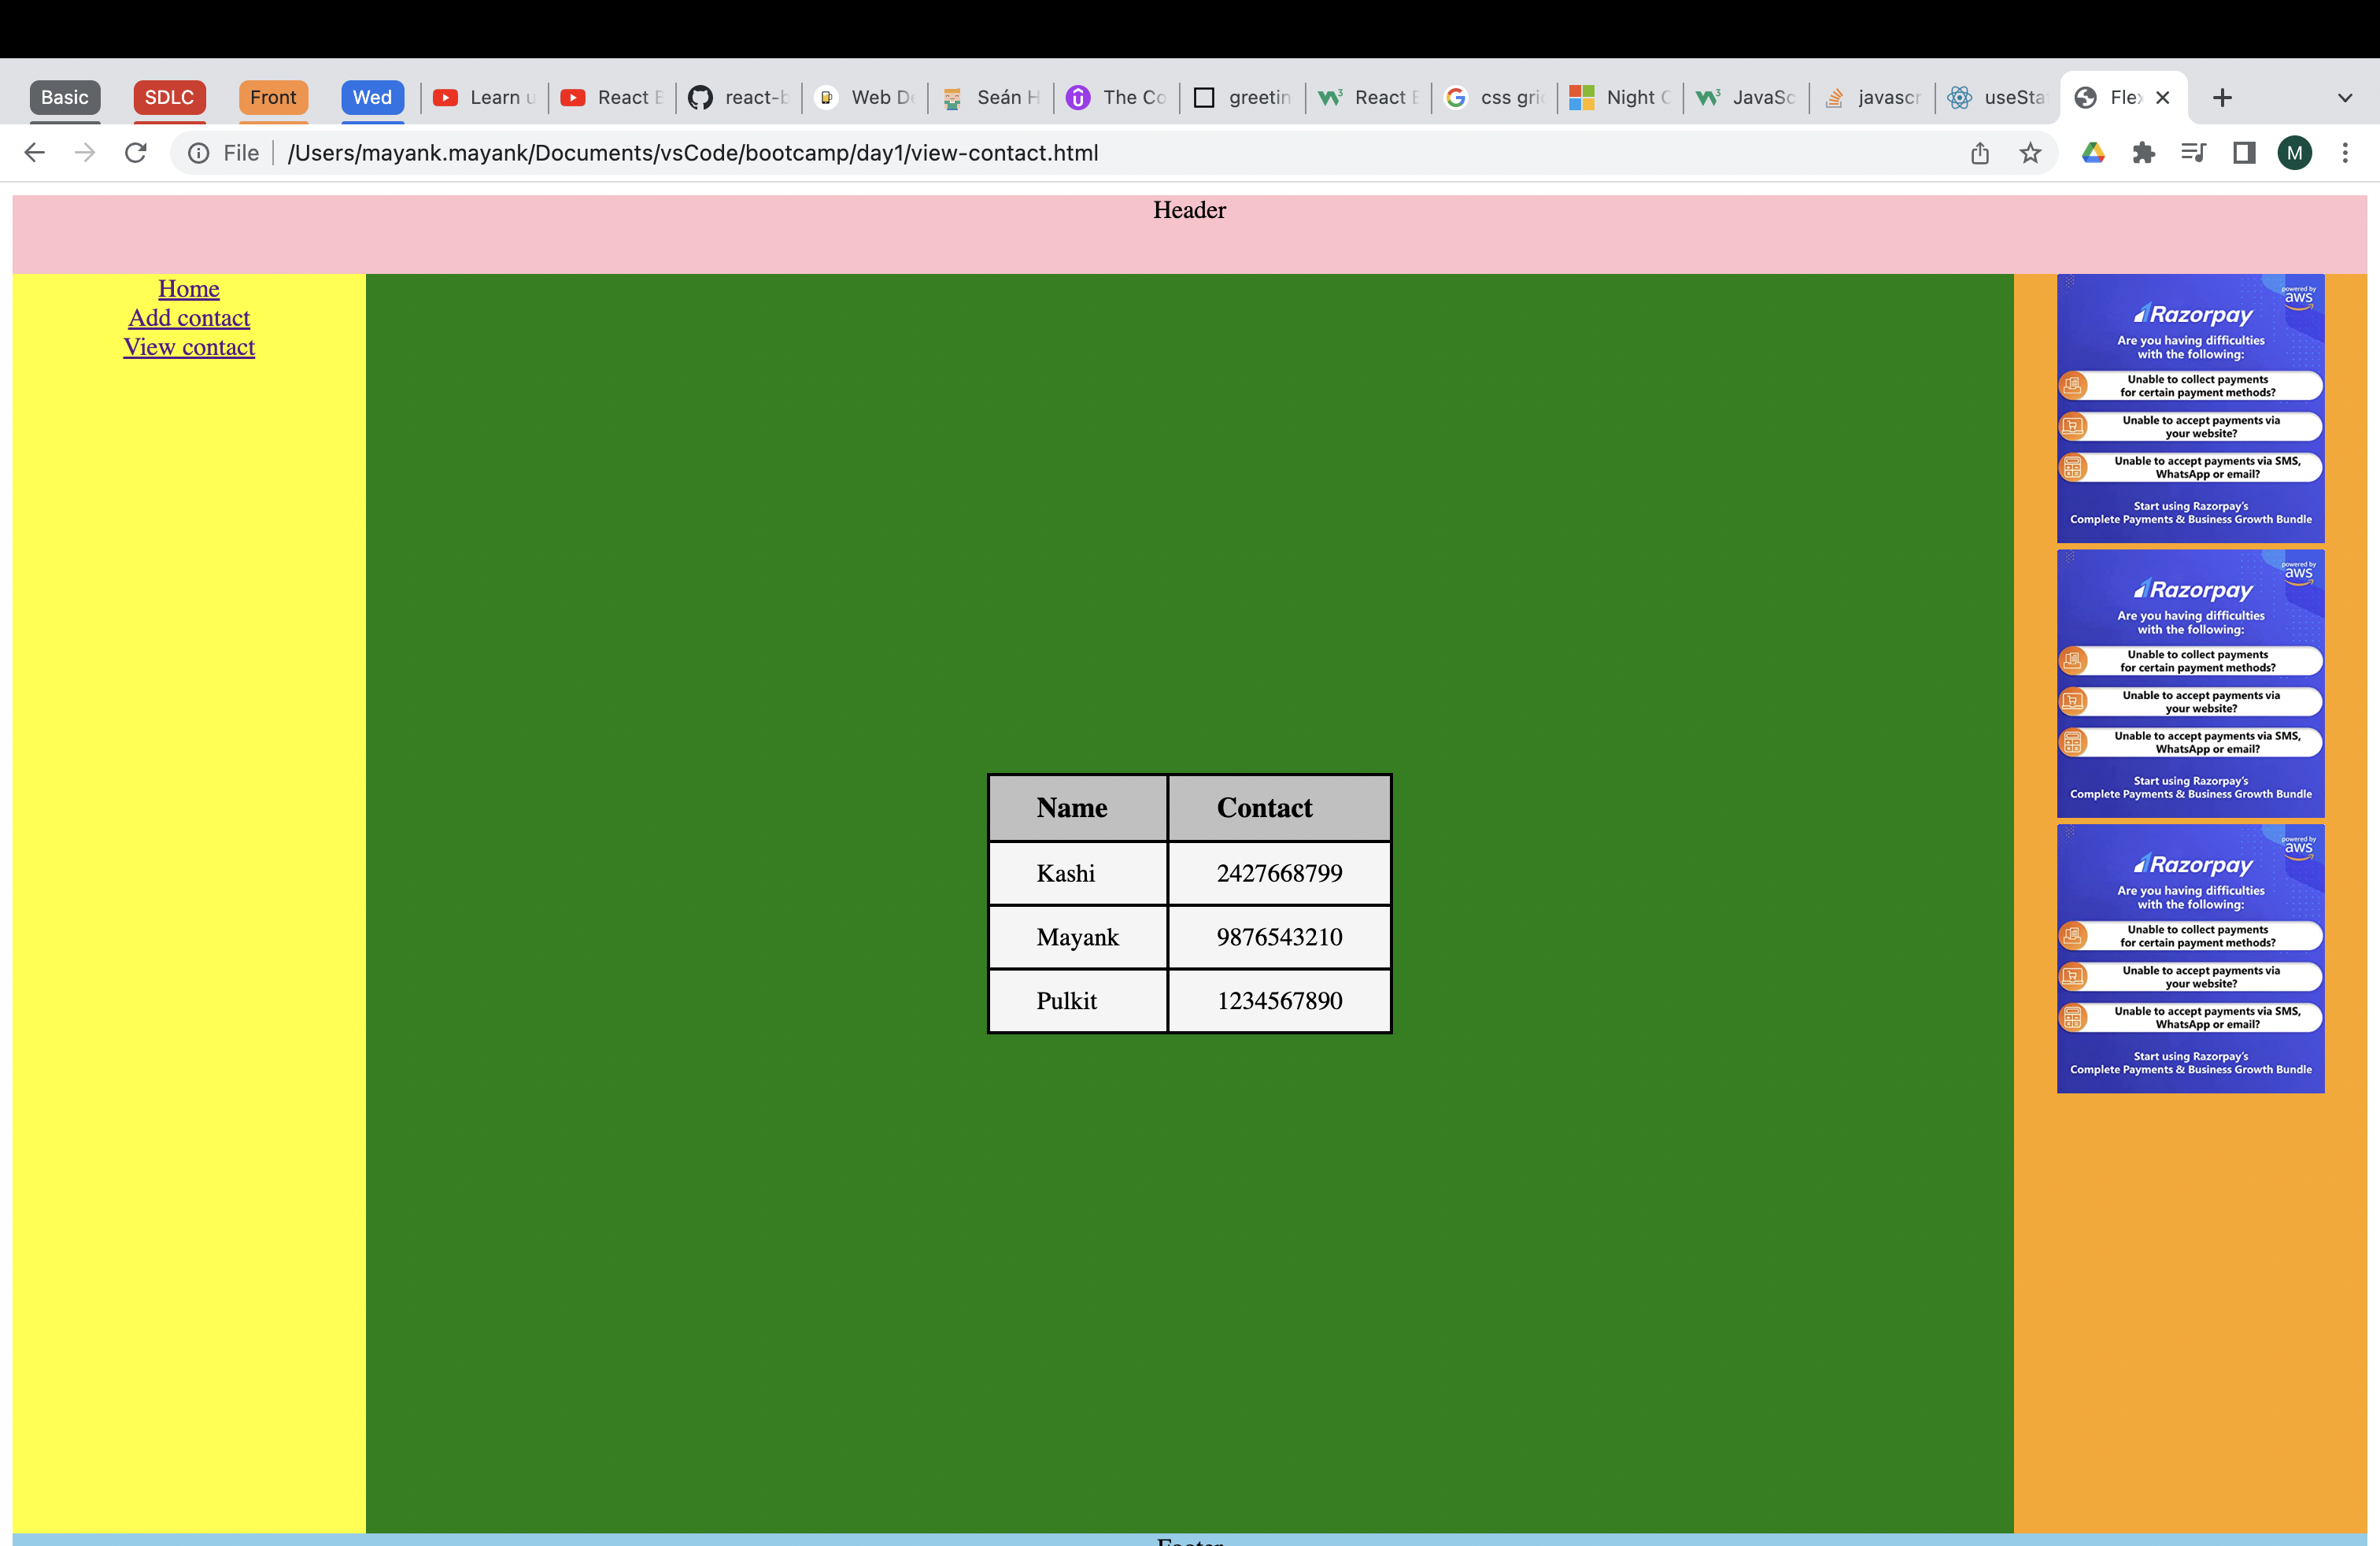 Basic SDLC Front Wed Learn u React E react-b Web De Seán H The Co greetin React E css gri Night C JavaSc javascr useSta Flex
File /Users/mayank.mayank/Documents/vsCode/bootcamp/day1/view-contact.html M
Header
Home
Add contact
View contact
powered by
aws
Razorpay
Are you having difficulties
with the following:
Unable to collect payments
for certain payment methods?
Unable to accept payments via
your website?
Unable to accept payments via SMS,
WhatsApp or email?
Start using Razorpay's
Complete Payments & Business Growth Bundle
powered by
aws
Razorpay
Are you having difficulties
with the following:
Unable to collect payments
for certain payment methods?
Unable to accept payments via
your website?
Unable to accept payments via SMS,
WhatsApp or email?
Start using Razorpay's
Complete Payments & Business Growth Bundle
Name Contact
Kashi 2427668799
Mayank 9876543210
Pulkit 1234567890
powered by
aws
Razorpay
Are you having difficulties
with the following:
Unable to collect payments
for certain payment methods?
Unable to accept payments via
your website?
Unable to accept payments via SMS,
WhatsApp or email?
Start using Razorpay's
Complete Payments & Business Growth Bundle
Footer